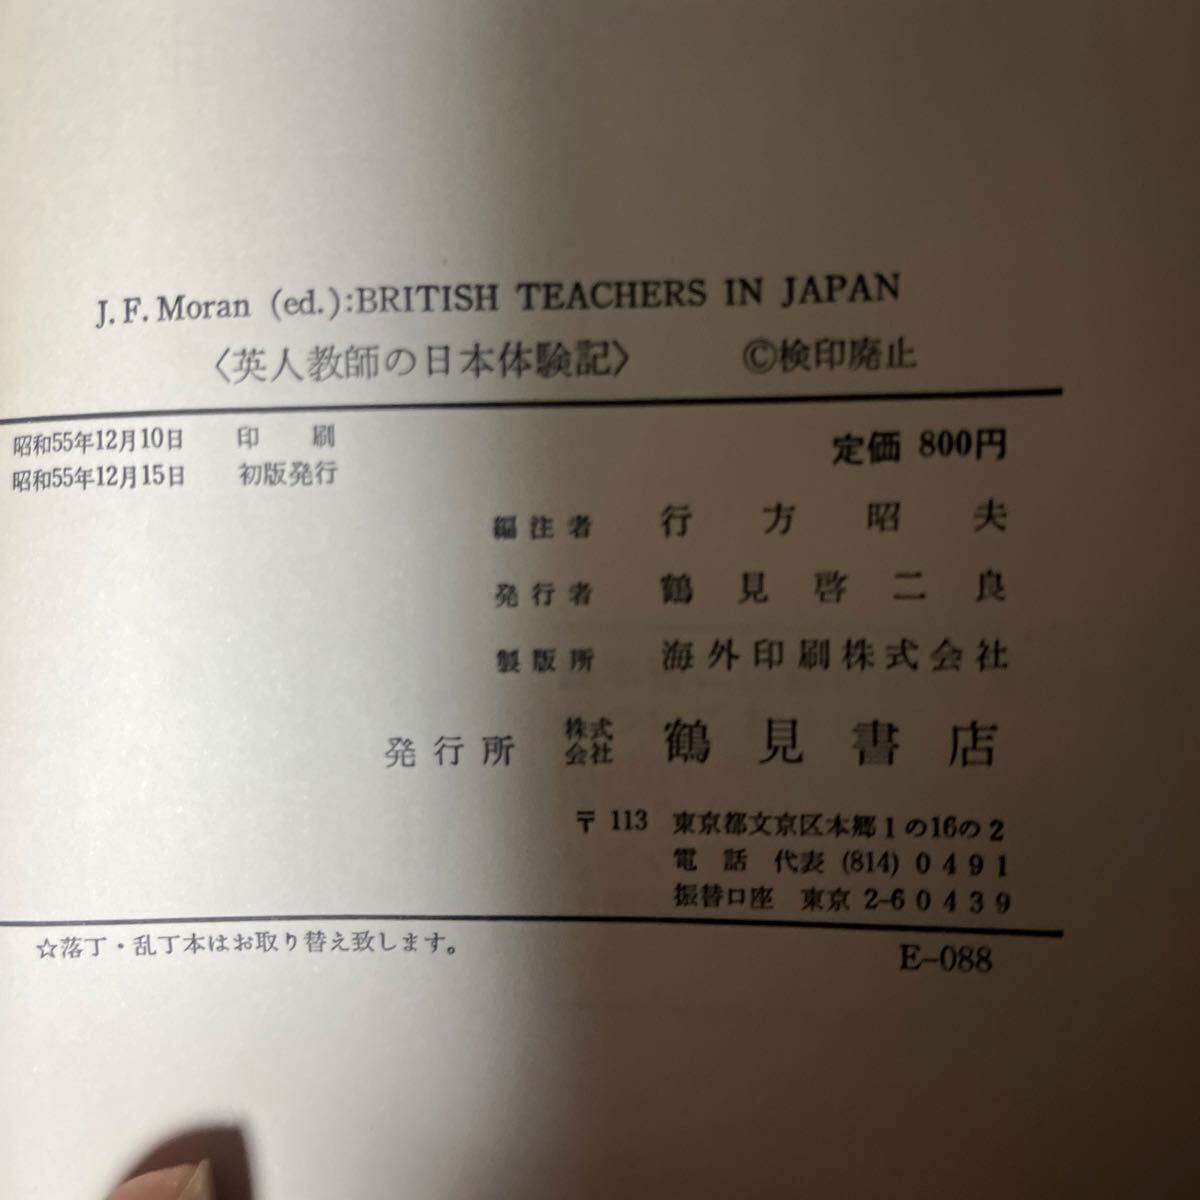 J. F. Moran (ed.):BRITISH TEACHERS IN JAPAN
〈英人教師の日本体験記〉 ©検印廃止
昭和55年12月10日 印刷
昭和55年12月15日 初版発行
定価 800円
編注者 行方昭夫
発行者 鶴見啓二良
製版所 海外印刷株式会社
発行所 株式会社 鶴見書店
〒113 東京都文京区本郷1の16の2
電話 代表 (814) 0491
振替口座 東京 2-60439
☆落丁・乱丁本はお取り替え致します。
E-088